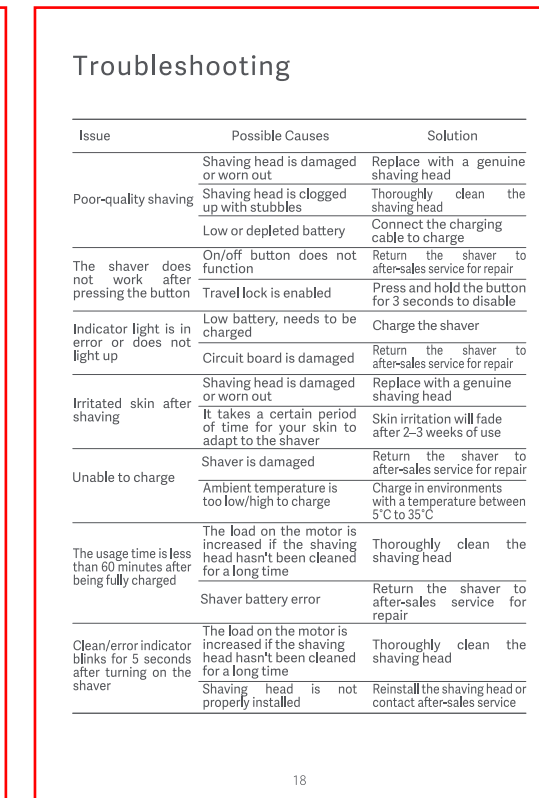 Troubleshooting
Issue Possible Causes Solution
Poor-quality shaving
Shaving head is damaged
or worn out
Replace with a genuine
shaving head
Shaving head is clogged
up with stubbles
Thoroughly clean the
shaving head
Low or depleted battery
Connect the charging
cable to charge
The shaver does
not work after
pressing the button
On/off button does not
function
Return the shaver to
after-sales service for repair
Travel lock is enabled
Press and hold the button
for 3 seconds to disable
Indicator light is in
error or does not
light up
Low battery, needs to be
charged
Charge the shaver
Circuit board is damaged
Return the shaver to
after-sales service for repair
Irritated skin after
shaving
Shaving head is damaged
or worn out
Replace with a genuine
shaving head
It takes a certain period
of time for your skin to
adapt to the shaver
Skin irritation will fade
after 2–3 weeks of use
Unable to charge
Shaver is damaged
Return the shaver to
after-sales service for repair
Ambient temperature is
too low/high to charge
Charge in environments
with a temperature between
5˚C to 35˚C
The usage time is less
than 60 minutes after
being fully charged
The load on the motor is
increased if the shaving
head hasn't been cleaned
for a long time
Thoroughly clean the
shaving head
Shaver battery error
Return the shaver to
after-sales service for
repair
Clean/error indicator
blinks for 5 seconds
after turning on the
shaver
The load on the motor is
increased if the shaving
head hasn't been cleaned
for a long time
Thoroughly clean the
shaving head
Shaving head is not
properly installed
Reinstall the shaving head or
contact after-sales service
18